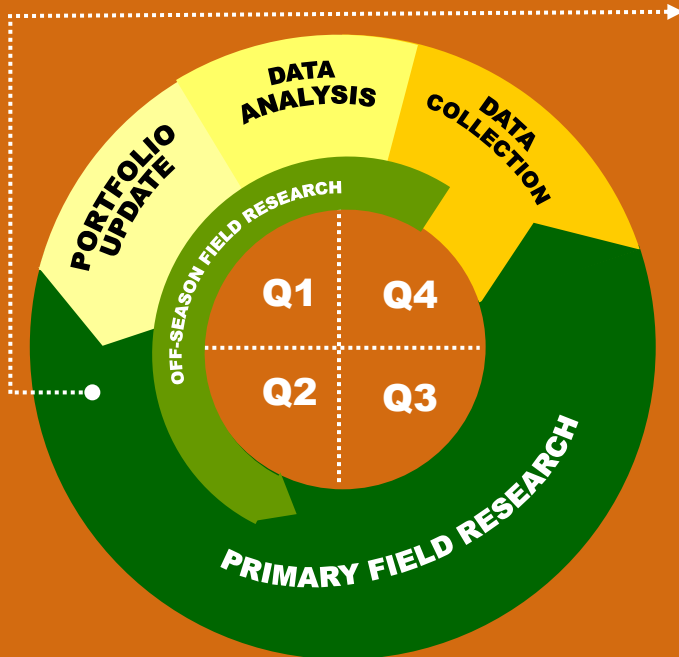 DATA
ANALYSIS
DATA
COLLECTION
PORTFOLIO
UPDATE
OFF-SEASON FIELD RESEARCH
Q1
Q4
Q2
Q3
PRIMARY FIELD RESEARCH